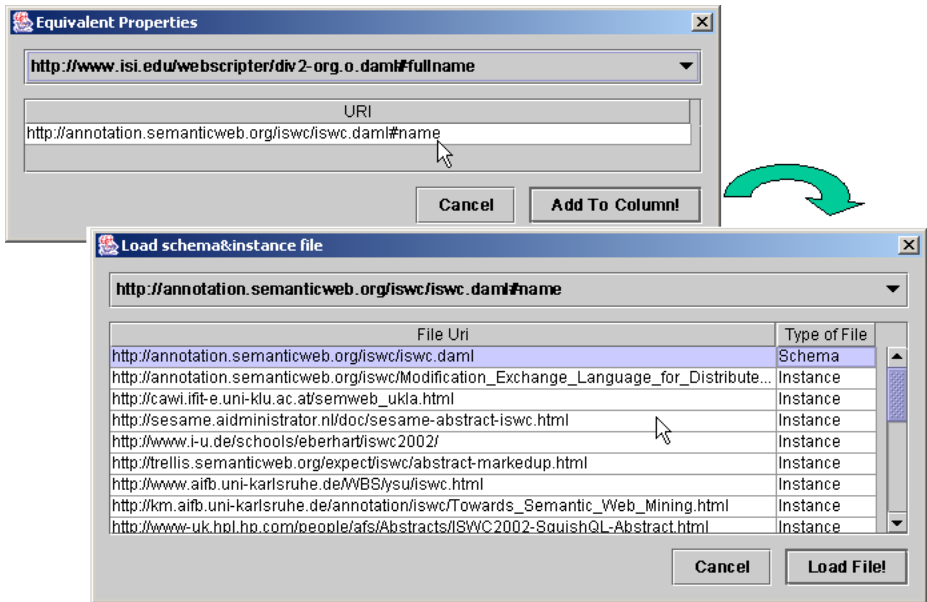 Equivalent Properties
http://www.isi.edu/webscripter/div2-org.o.daml#fullname
URI
http://annotation.semanticweb.org/iswc/iswc.daml#name
Cancel Add To Column!
Load schema&instance file
http://annotation.semanticweb.org/iswc/iswc.daml#name
File Uri Type of File
http://annotation.semanticweb.org/iswc/iswc.daml Schema
http://annotation.semanticweb.org/iswc/Modification_Exchange_Language_for_Distribute... Instance
http://cawi.ifit-e.uni-klu.ac.at/semweb_ukla.html Instance
http://sesame.aidministrator.nl/doc/sesame-abstract-iswc.html Instance
http://www.i-u.de/schools/eberhart/iswc2002/ Instance
http://trellis.semanticweb.org/expect/iswc/abstract-markedup.html Instance
http://www.aifb.uni-karlsruhe.de/WBS/ysu/iswc.html Instance
http://km.aifb.uni-karlsruhe.de/annotation/iswc/Towards_Semantic_Web_Mining.html Instance
http://www-uk.hpl.hp.com/people/afs/Abstracts/ISWC2002-SquishQL-Abstract.html Instance
Cancel Load File!